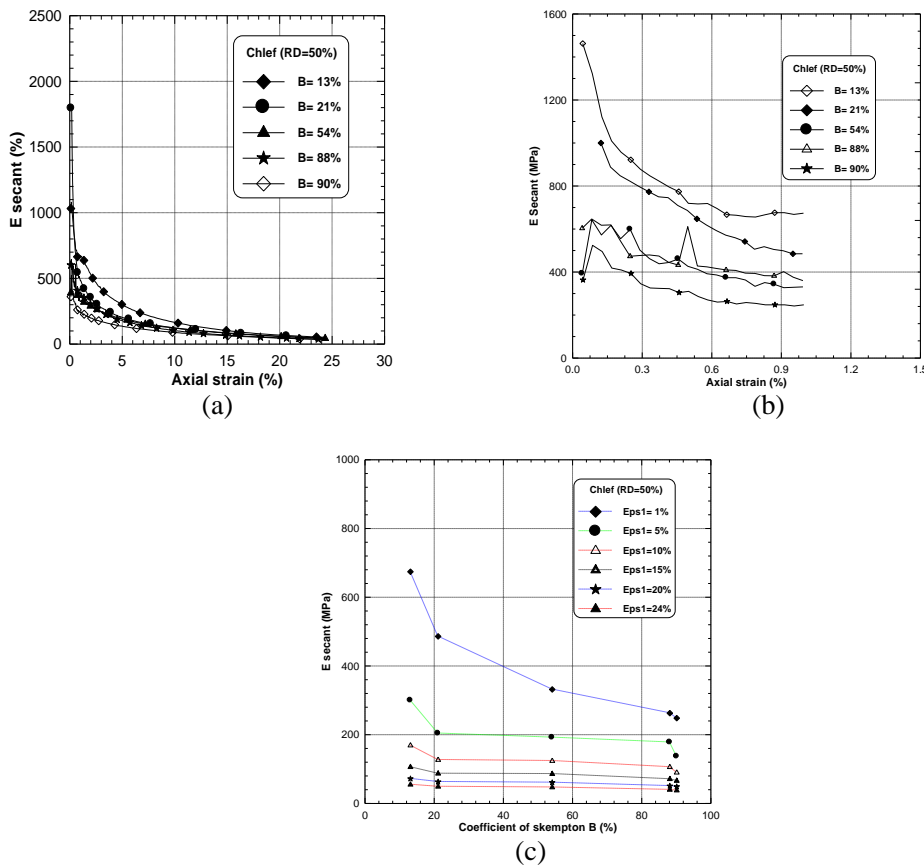 2500
2000
1500
1000
500
0
E secant (%)
Chlef (RD=50%)
B= 13%
B= 21%
B= 54%
B= 88%
B= 90%
0 5 10 15 20 25 30
Axial strain (%)
(a)
1600
1200
800
400
0
E Secant (MPa)
Chlef (RD=50%)
B= 13%
B= 21%
B= 54%
B= 88%
B= 90%
0.0 0.3 0.6 0.9 1.2 1.5
Axial strain (%)
(b)
1000
800
600
400
200
0
E secant (MPa)
Chlef (RD=50%)
Eps1= 1%
Eps1= 5%
Eps1=10%
Eps1=15%
Eps1=20%
Eps1=24%
0 20 40 60 80 100
Coefficient of skempton B (%)
(c)